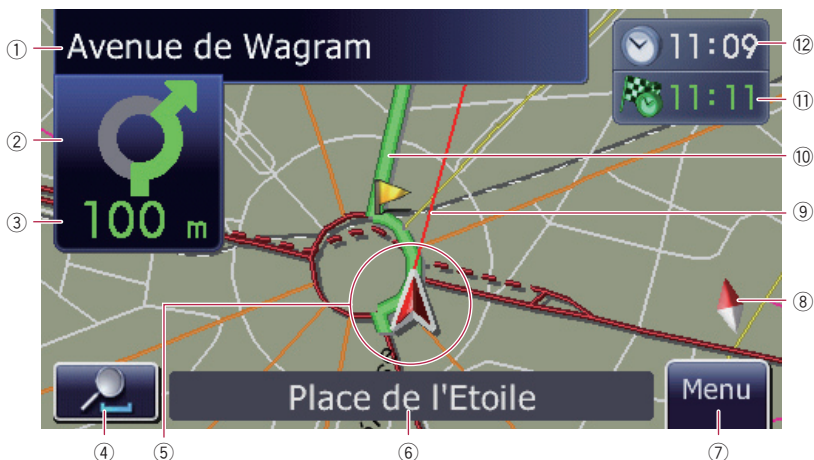 ① Avenue de Wagram
11:09 ⑫
11:11 ⑪
②
⑩
③ 100 m
⑨
⑧
Place de l'Etoile
Menu
④ ⑤ ⑥ ⑦